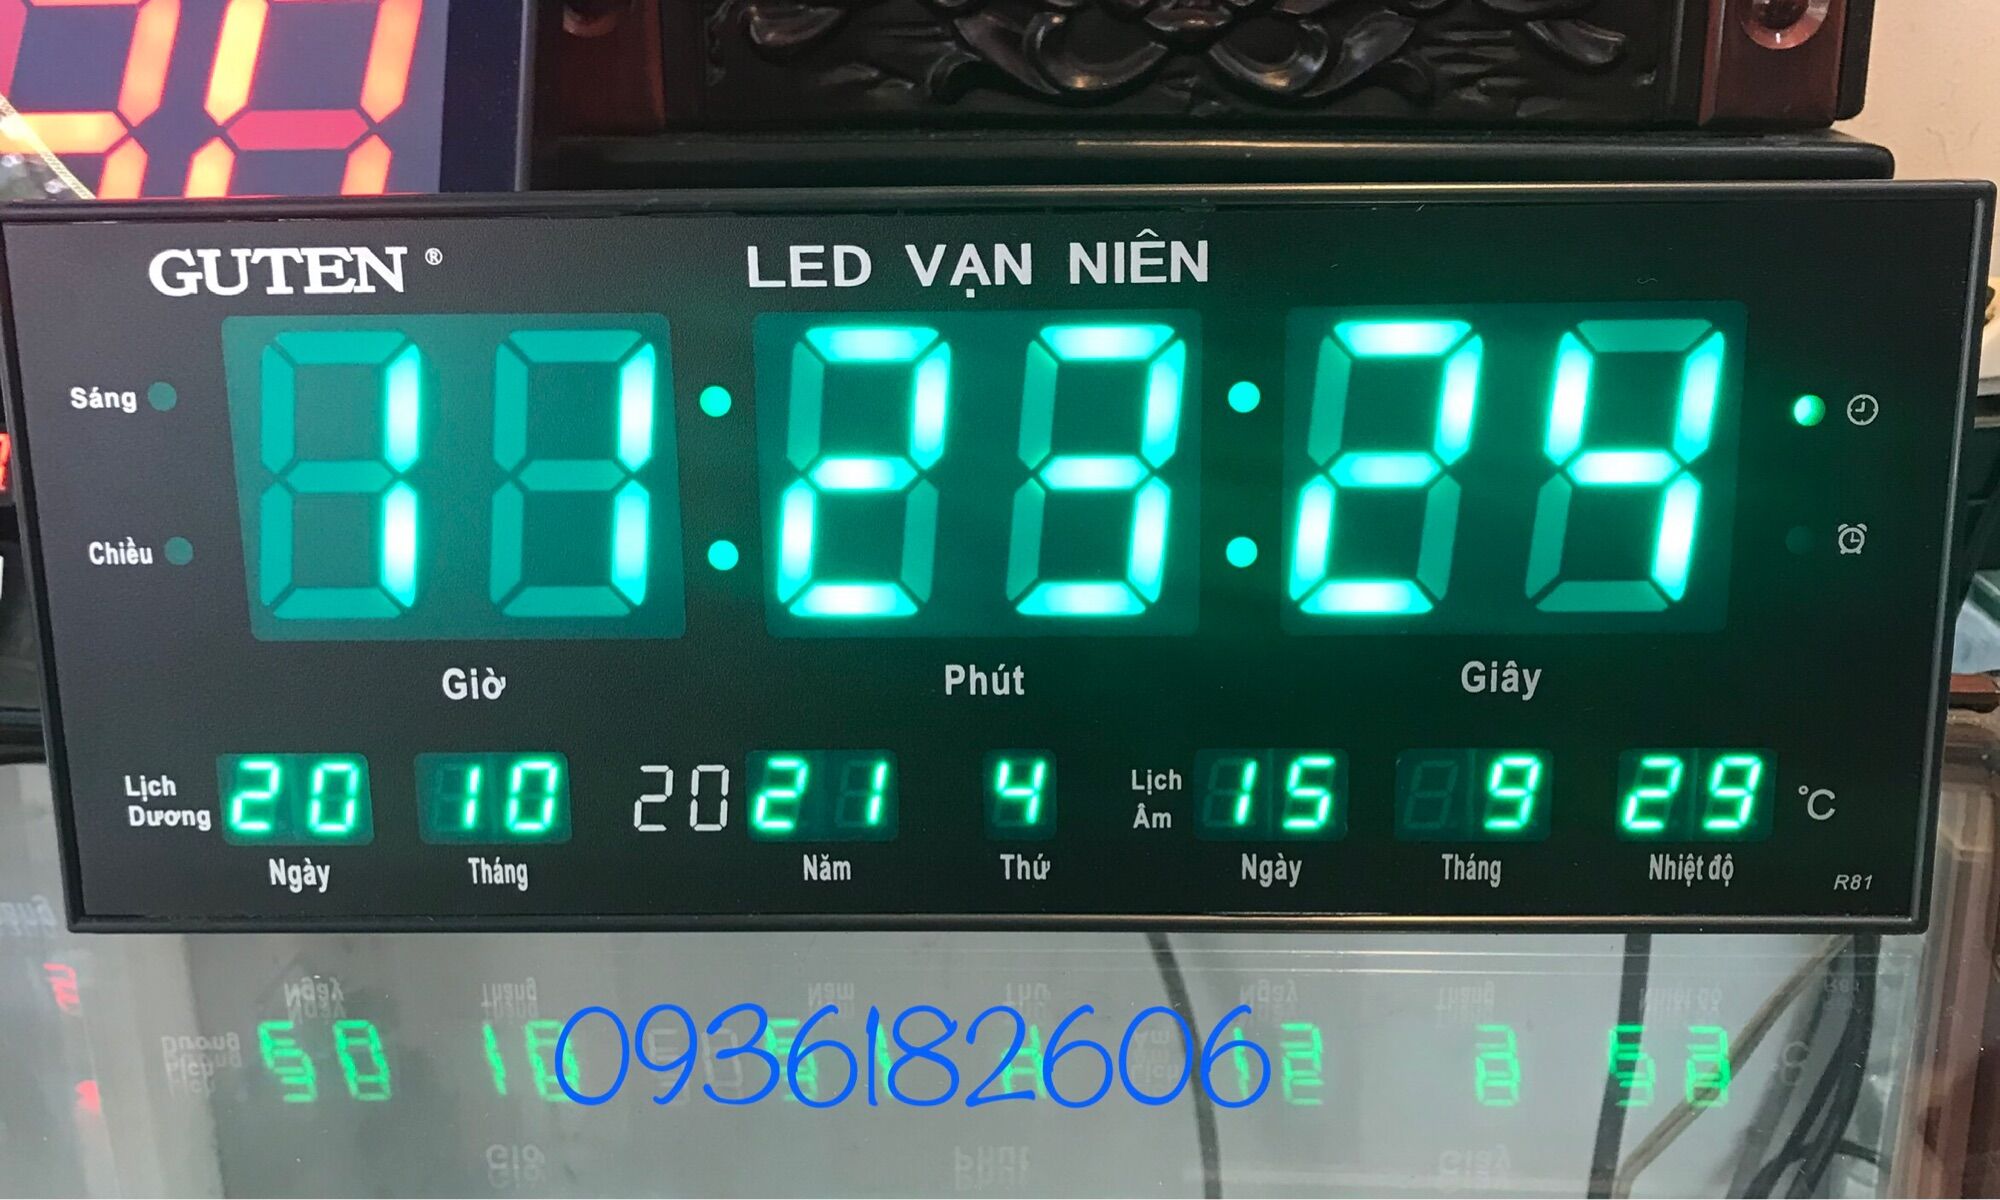 GUTEN ® LED VẠN NIÊN
Sáng
Chiều
11:23:24
Giờ Phút Giây
Lịch Dương 20 10 2021 4 Lịch Âm 15 9 29 °C
Ngày Tháng Năm Thứ Ngày Tháng Nhiệt độ R81
0936182606